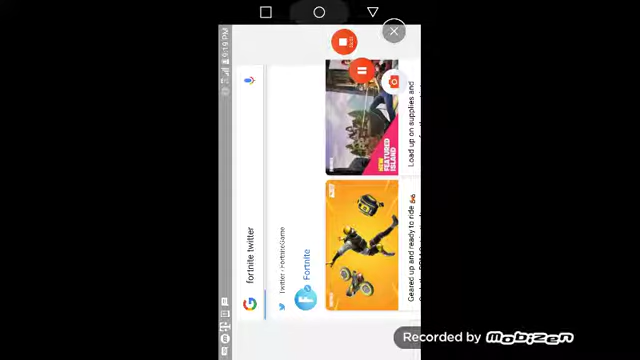 fortnite twitter
Twitter › FortniteGame
Fortnite
Geared up and ready to ride
NEW
FEATURED
ISLAND
Load up on supplies and
Recorded by mobizen